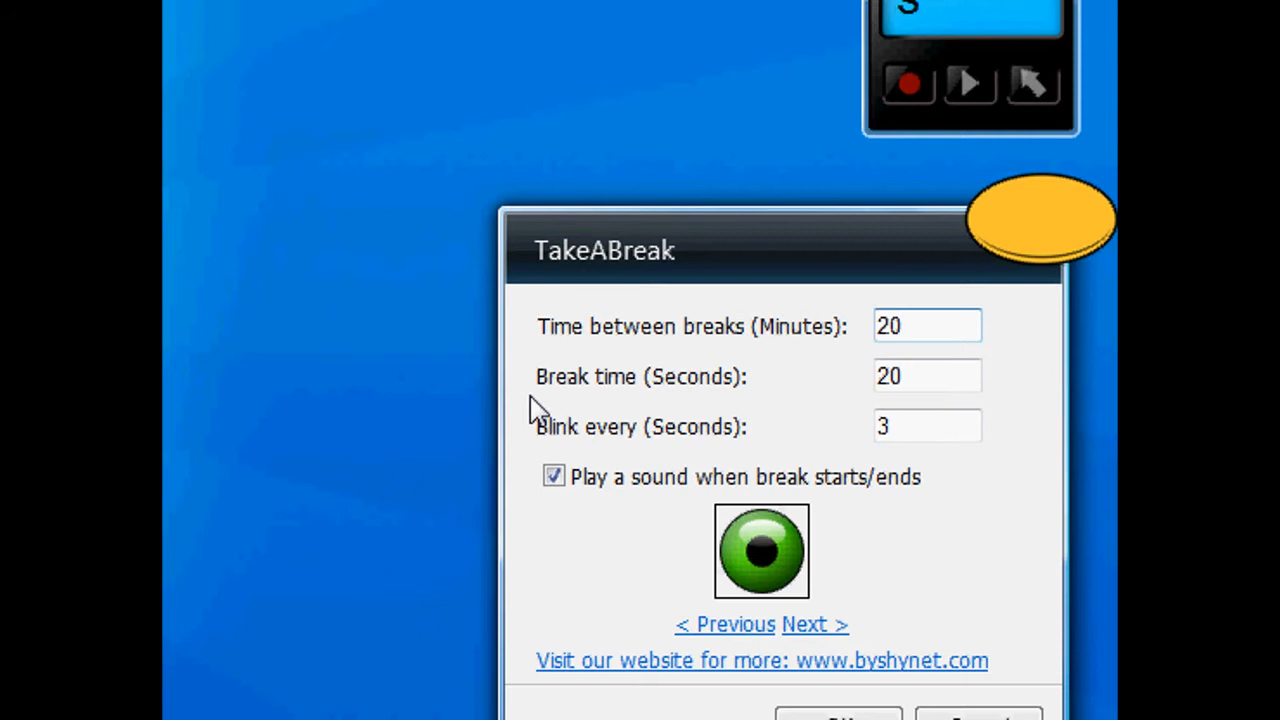 S
TakeABreak
Time between breaks (Minutes): 20
Break time (Seconds): 20
Blink every (Seconds): 3
Play a sound when break starts/ends
< Previous Next >
Visit our website for more: www.byshynet.com